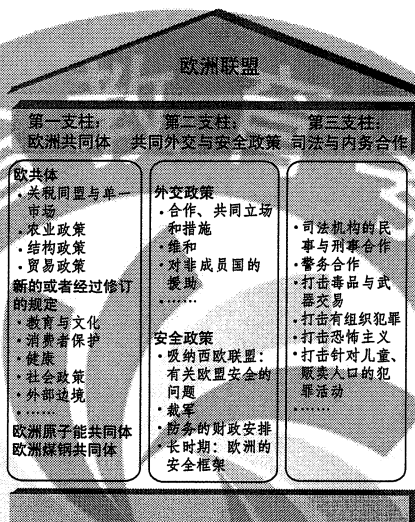 欧洲联盟
第一支柱：
欧洲共同体
第二支柱：
共同外交与安全政策
第三支柱：
司法与内务合作
欧共体
·关税同盟与单一
市场
·农业政策
·结构政策
·贸易政策
新的或者经过修订
的规定
·教育与文化
·消费者保护
·健康
·社会政策
·外部边境
·……
欧洲原子能共同体
欧洲煤钢共同体
外交政策
·合作、共同立场
和措施
·维和
·对非成员国的
援助
·……
安全政策
·吸纳西欧联盟：
有关欧盟安全的
问题
·裁军
·防务的财政安排
·长时期：欧洲的
安全框架
·司法机构的民
事与刑事合作
·警务合作
·打击毒品与武
器交易
·打击有组织犯罪
·打击恐怖主义
·打击针对儿童、
贩卖人口的犯
罪活动
·……